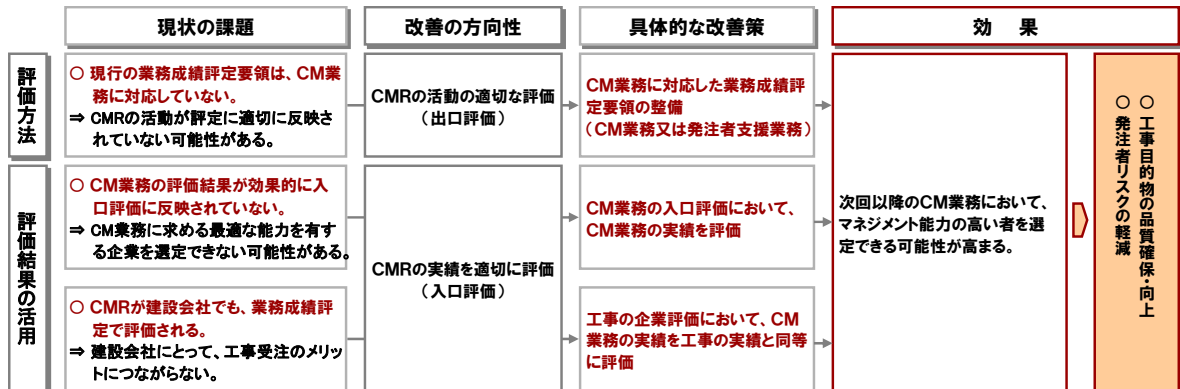 現状の課題
改善の方向性
具体的な改善策
効 果
評価方法
○ 現行の業務成績評定要領は、CM業
務に対応していない。
⇒ CMRの活動が評定に適切に反映さ
れていない可能性がある。
CMRの活動の適切な評価
(出口評価)
CM業務に対応した業務成績評
定要領の整備
(CM業務又は発注者支援業務)
評価結果の活用
○ CM業務の評価結果が効果的に入
口評価に反映されていない。
⇒ CM業務に求める最適な能力を有す
る企業を選定できない可能性がある。
CMRの実績を適切に評価
(入口評価)
CM業務の入口評価において、
CM業務の実績を評価
○ CMRが建設会社でも、業務成績評
定で評価される。
⇒ 建設会社にとって、工事受注のメリッ
トにつながらない。
工事の企業評価において、CM
業務の実績を工事の実績と同等
に評価
次回以降のCM業務において、
マネジメント能力の高い者を選
定できる可能性が高まる。
○ 工事目的物の品質確保・向上
○ 発注者リスクの軽減